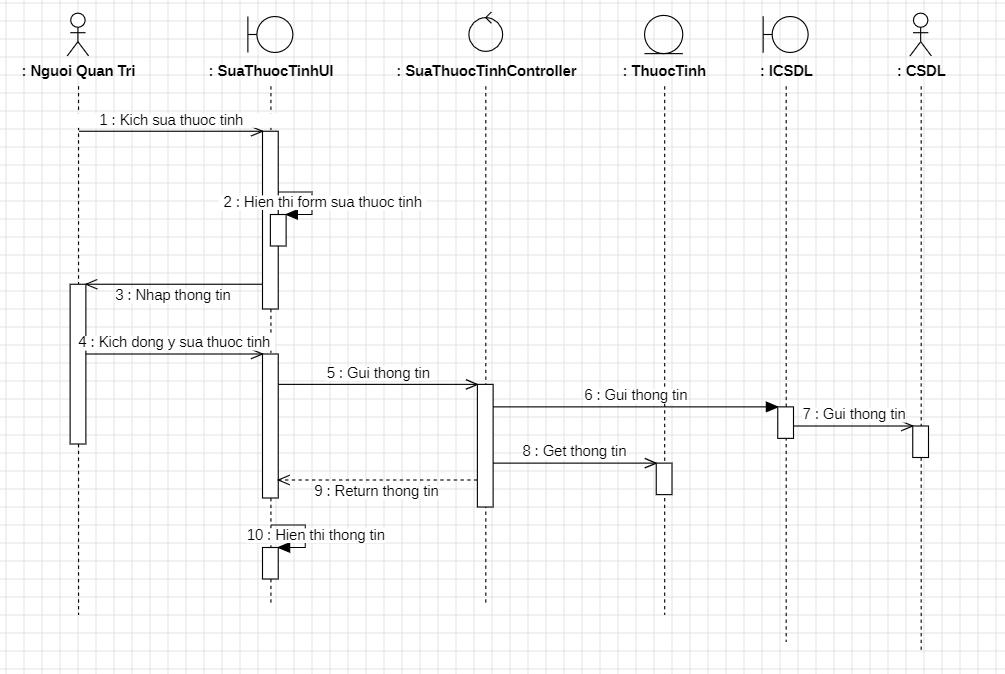 : Nguoi Quan Tri
: SuaThuocTinhUI
: SuaThuocTinhController
: ThuocTinh
: ICSDL
: CSDL
1 : Kich sua thuoc tinh
2 : Hien thi form sua thuoc tinh
3 : Nhap thong tin
4 : Kich dong y sua thuoc tinh
5 : Gui thong tin
6 : Gui thong tin
7 : Gui thong tin
8 : Get thong tin
9 : Return thong tin
10 : Hien thi thong tin